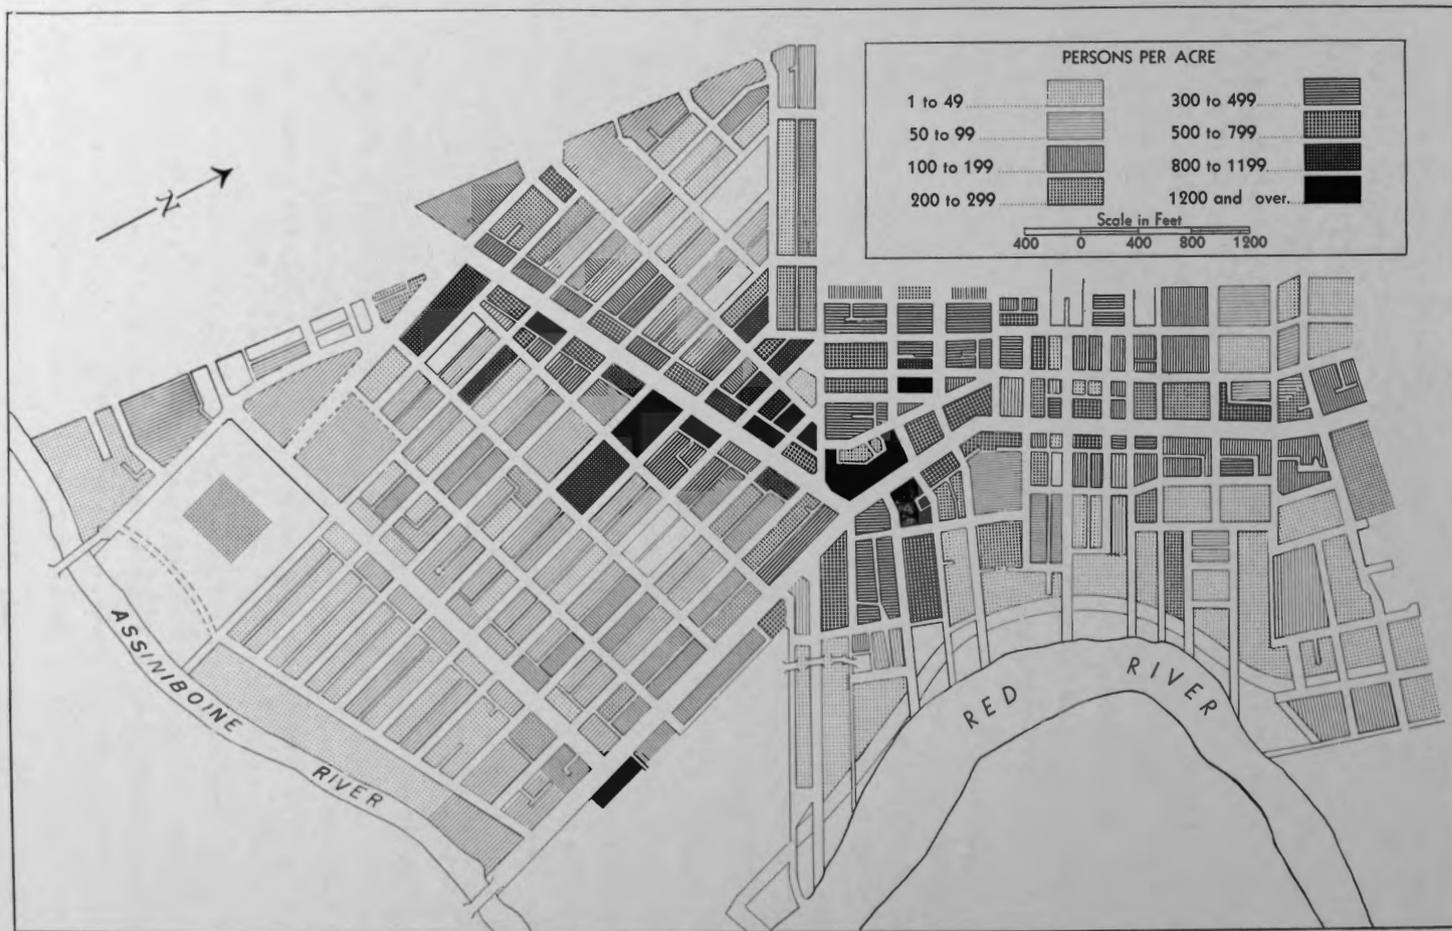 PERSONS PER ACRE
1 to 49
50 to 99
100 to 199
200 to 299
300 to 499
500 to 799
800 to 1199
1200 and over.
Scale in Feet
400 0 400 800 1200
N
ASSINIBOINE
RIVER
RED
RIVER